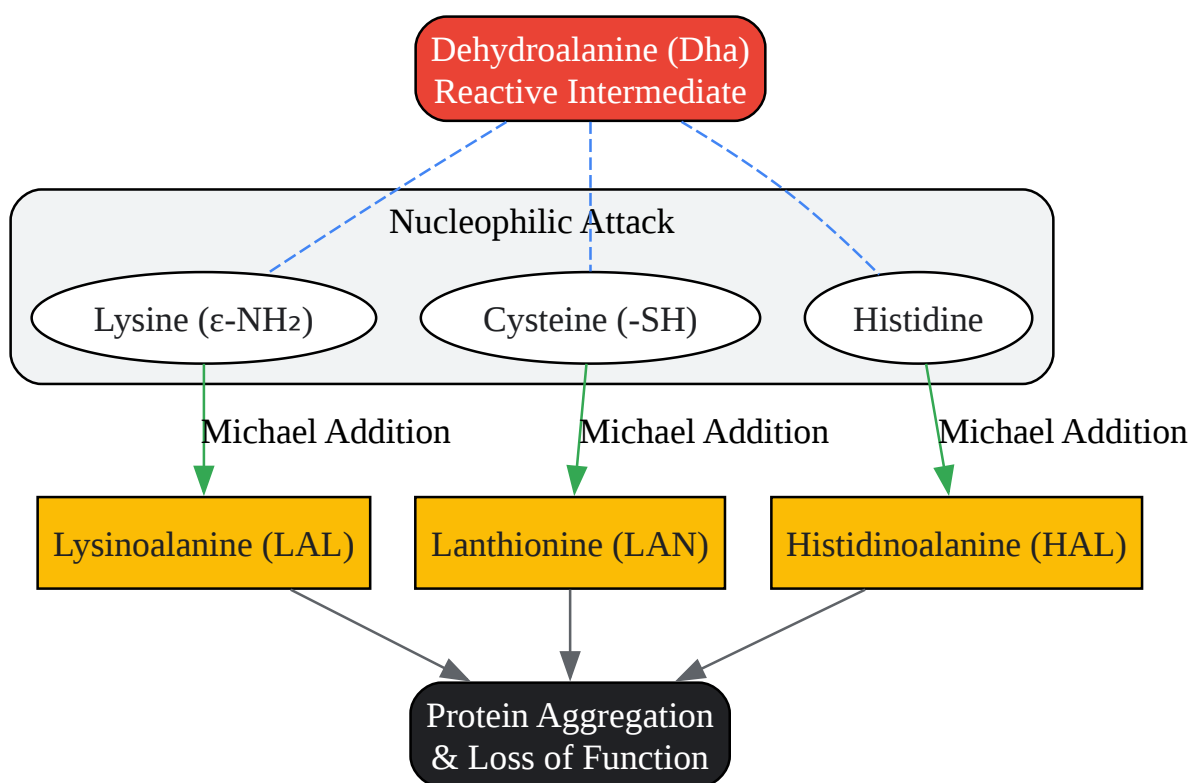 Dehydroalanine (Dha)
Reactive Intermediate
Nucleophilic Attack
Lysine (ε-NH₂)
Cysteine (-SH)
Histidine
Michael Addition
Michael Addition
Michael Addition
Lysinoalanine (LAL)
Lanthionine (LAN)
Histidinoalanine (HAL)
Protein Aggregation
& Loss of Function